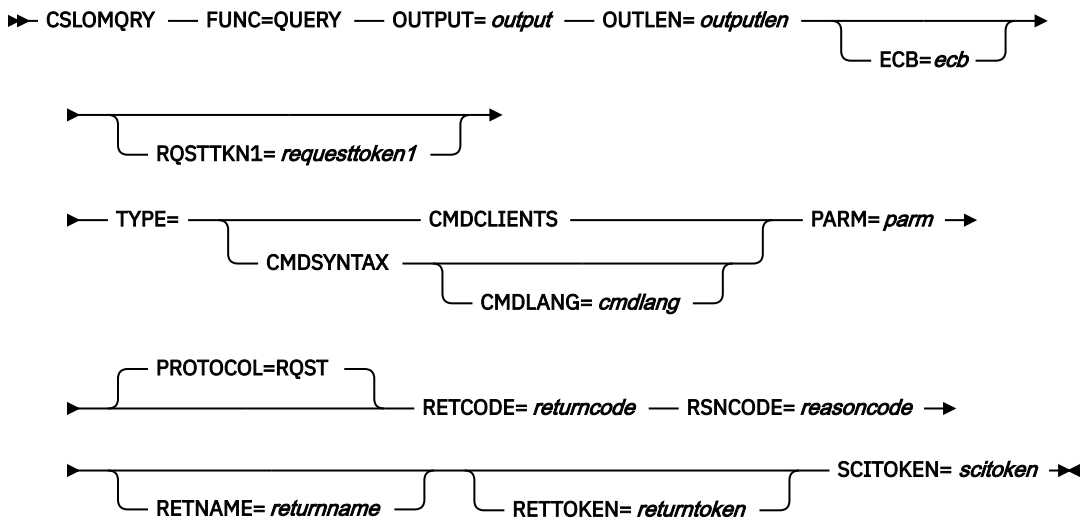 CSLOMQRY FUNC=QUERY OUTPUT= output OUTLEN= outputlen
ECB= ecb
RQSTTKN1= requesttoken1
TYPE= CMDCLIENTS PARM= parm
CMDSYNTAX
CMDLANG= cmdlang
PROTOCOL=RQST
RETCODE= returncode RSNCODE= reasoncode
SCITOKEN= scitoken
RETNAME= returnname RETTOKEN= returntoken